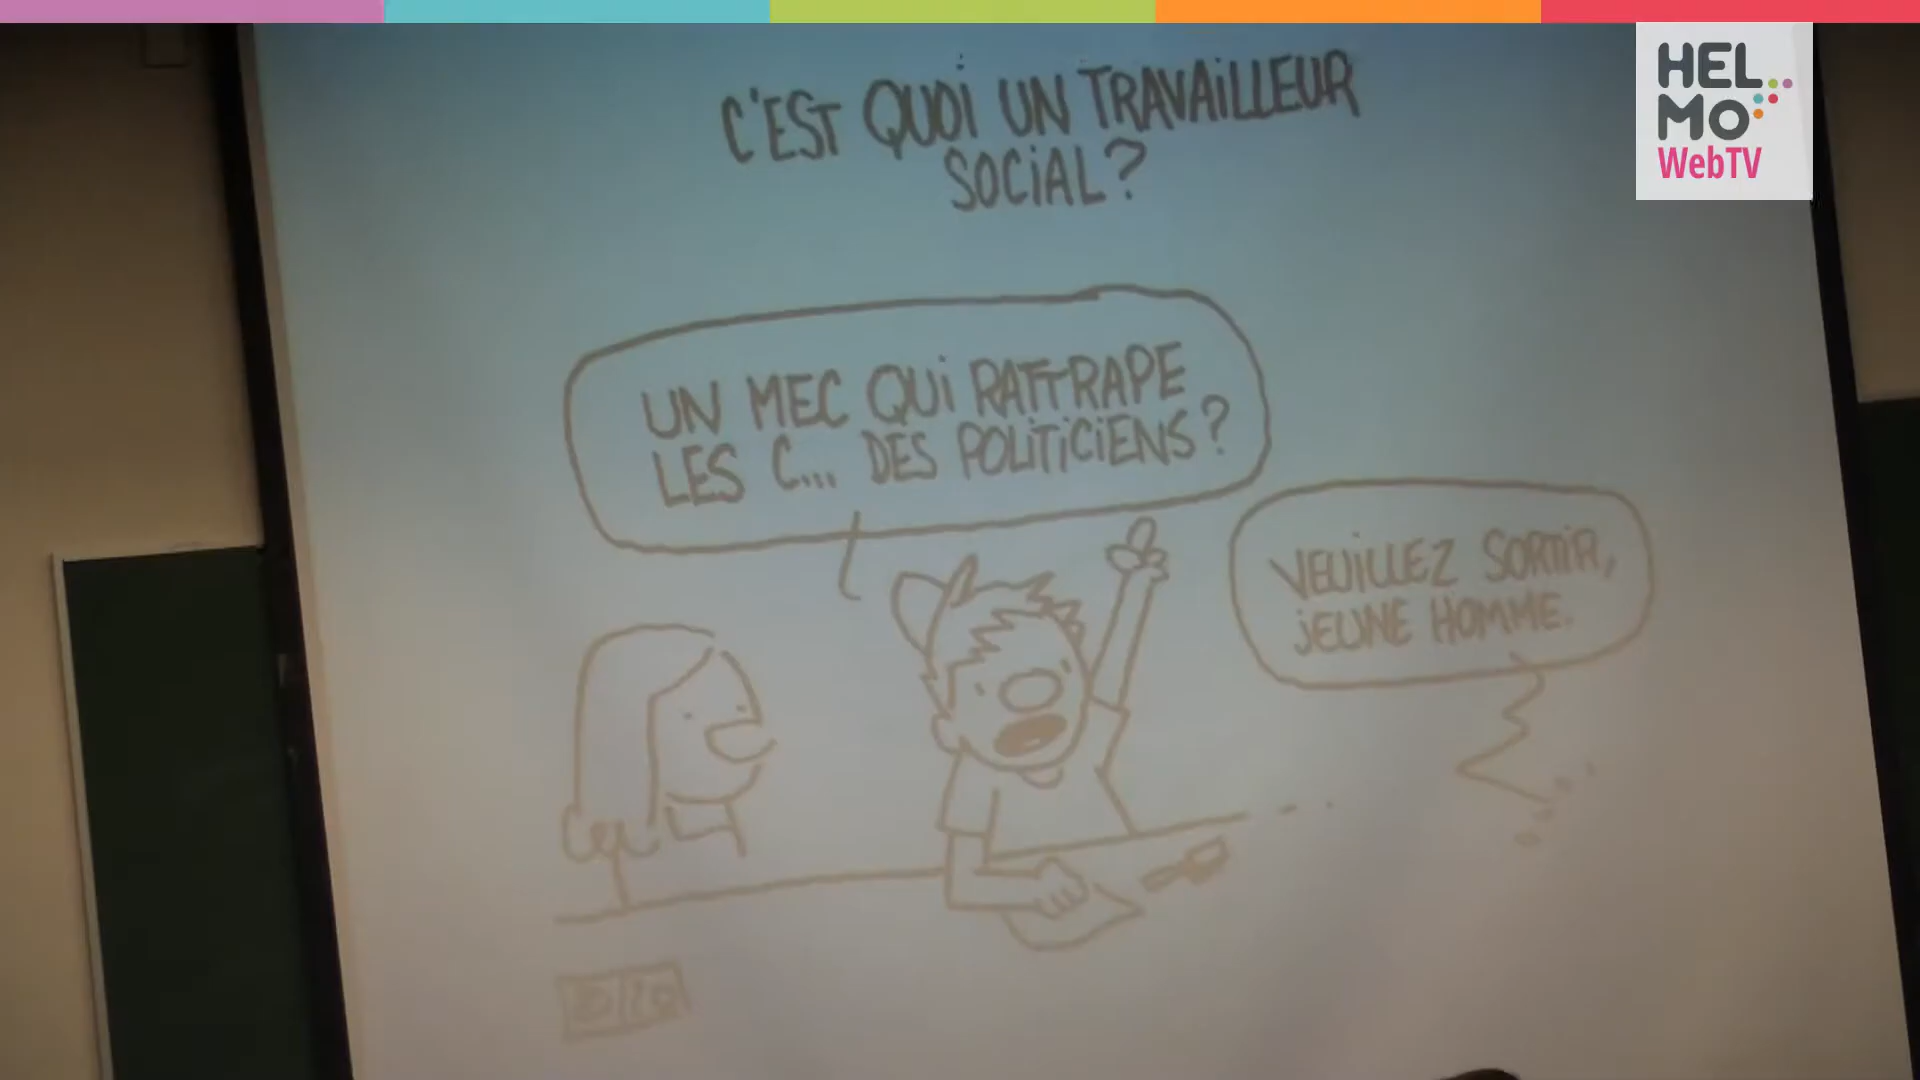 HEL
MO
WebTV
C'EST QUOI UN TRAVAILLEUR
SOCIAL?
UN MEC QUI RATTRAPE
LES C... DES POLITICIENS?
VEUILLEZ SORTIR,
JEUNE HOMME.